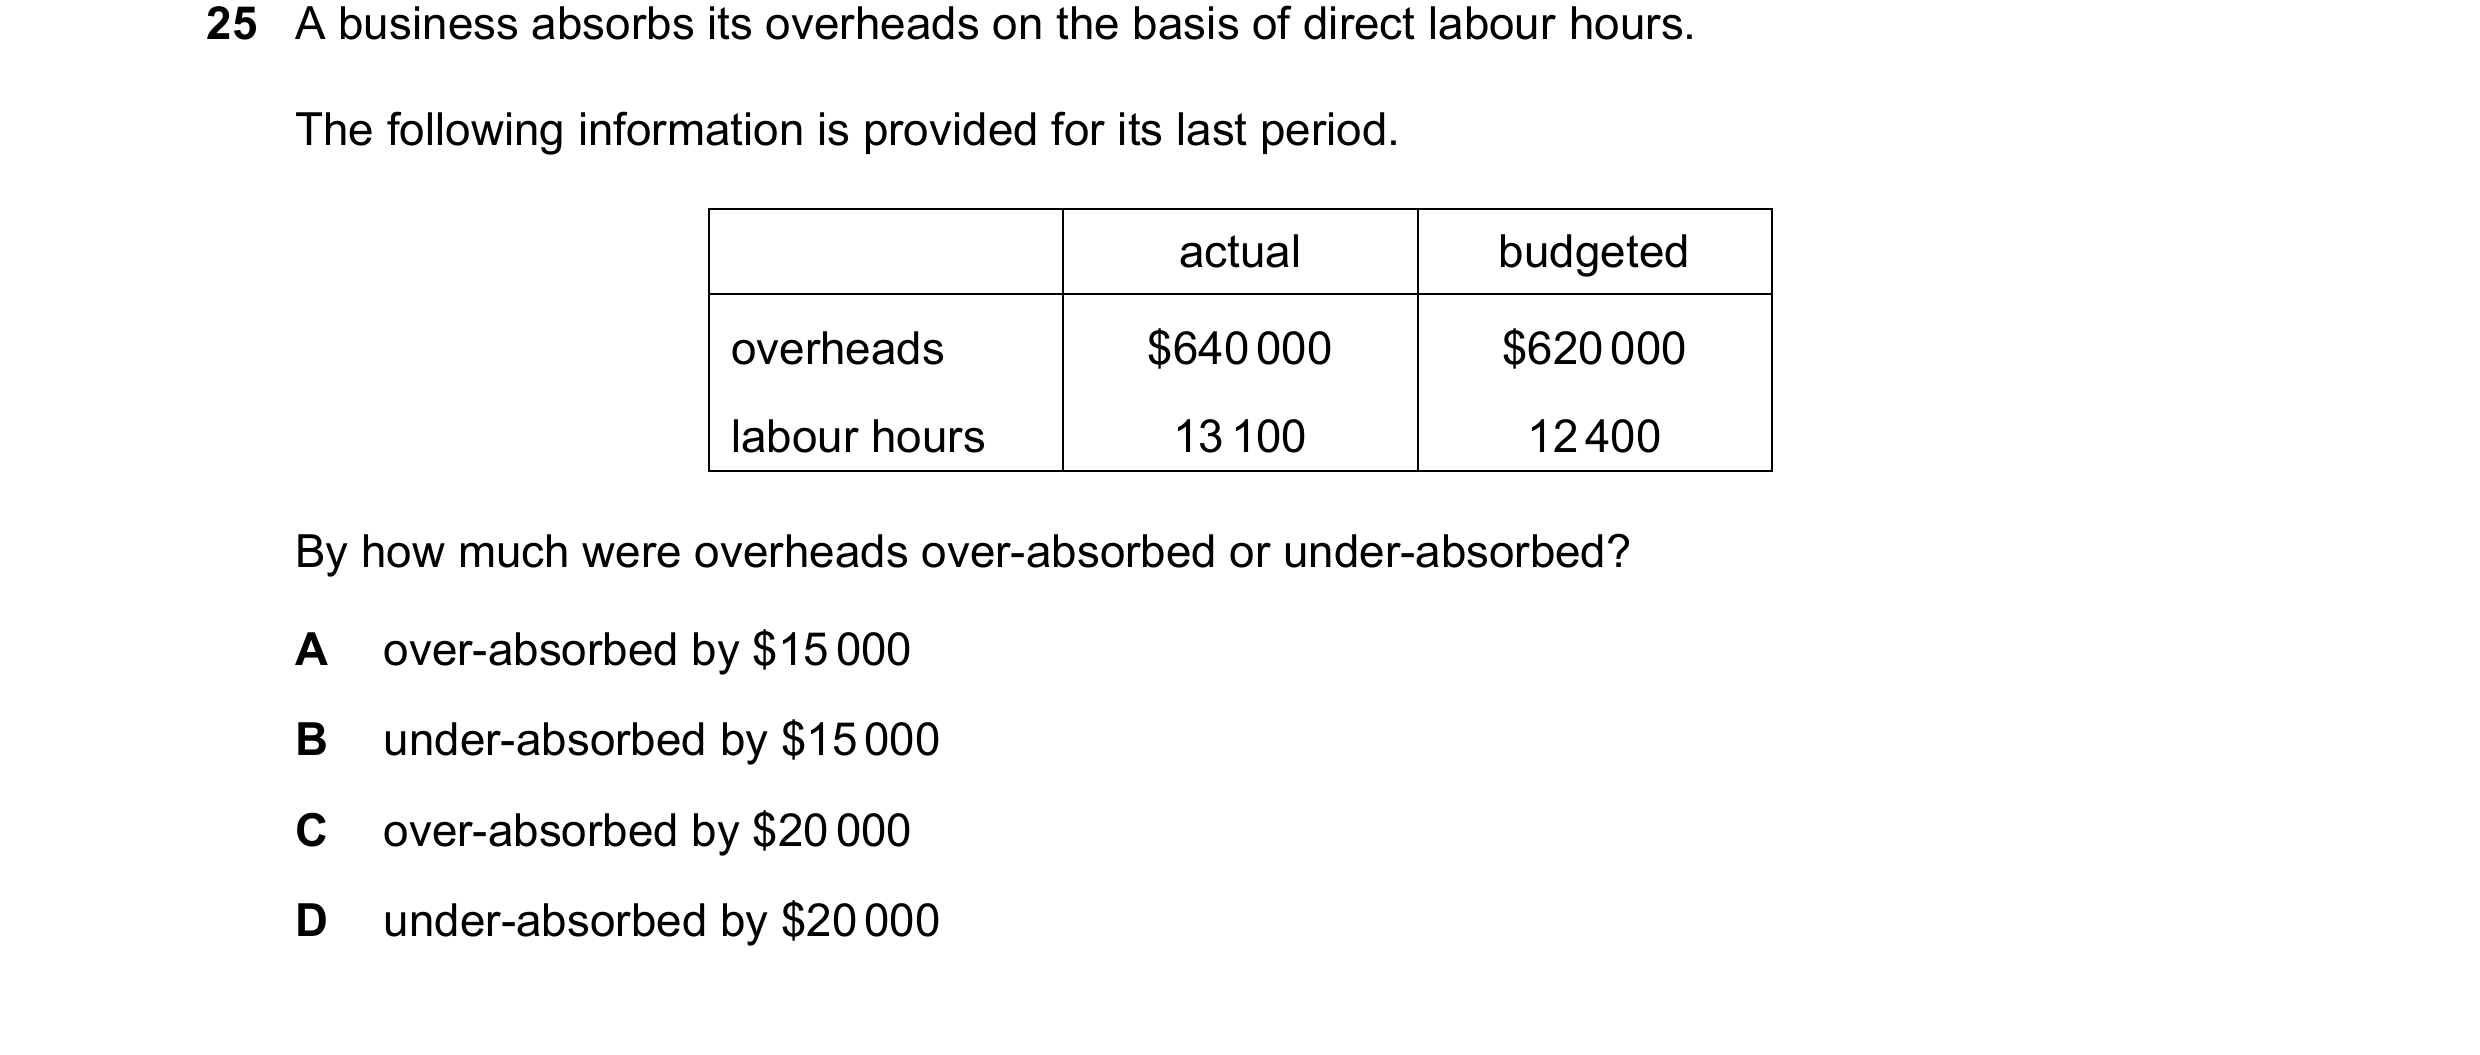 25 A business absorbs its overheads on the basis of direct labour hours.
The following information is provided for its last period.
actual budgeted
overheads $640 000 $620 000
labour hours 13 100 12 400
By how much were overheads over-absorbed or under-absorbed?
A over-absorbed by $15 000
B under-absorbed by $15 000
C over-absorbed by $20 000
D under-absorbed by $20 000